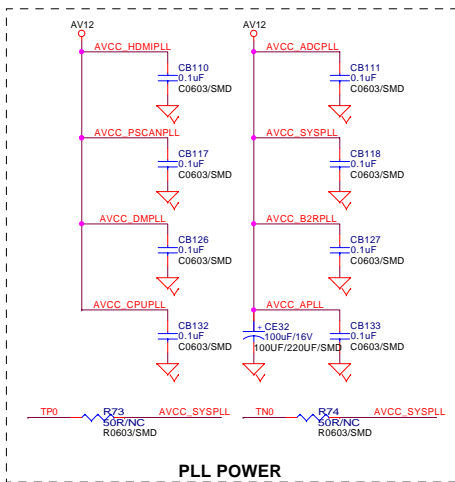 AV12
AVCC_HDMIPLL
CB110
0.1uF
C0603/SMD
AVCC_PSCANPLL
CB117
0.1uF
C0603/SMD
AVCC_DMPLL
CB126
0.1uF
C0603/SMD
AVCC_CPUPLL
CB132
0.1uF
C0603/SMD
AV12
AVCC_ADCPLL
CB111
0.1uF
C0603/SMD
AVCC_SYSPLL
CB118
0.1uF
C0603/SMD
AVCC_B2RPLL
CB127
0.1uF
C0603/SMD
AVCC_APLL
+ CE32
100uF/16V
100UF/220UF/SMD
CB133
0.1uF
C0603/SMD
TP0
R73
50R/NC
R0603/SMD
AVCC_SYSPLL
TN0
R74
50R/NC
R0603/SMD
AVCC_SYSPLL
PLL POWER